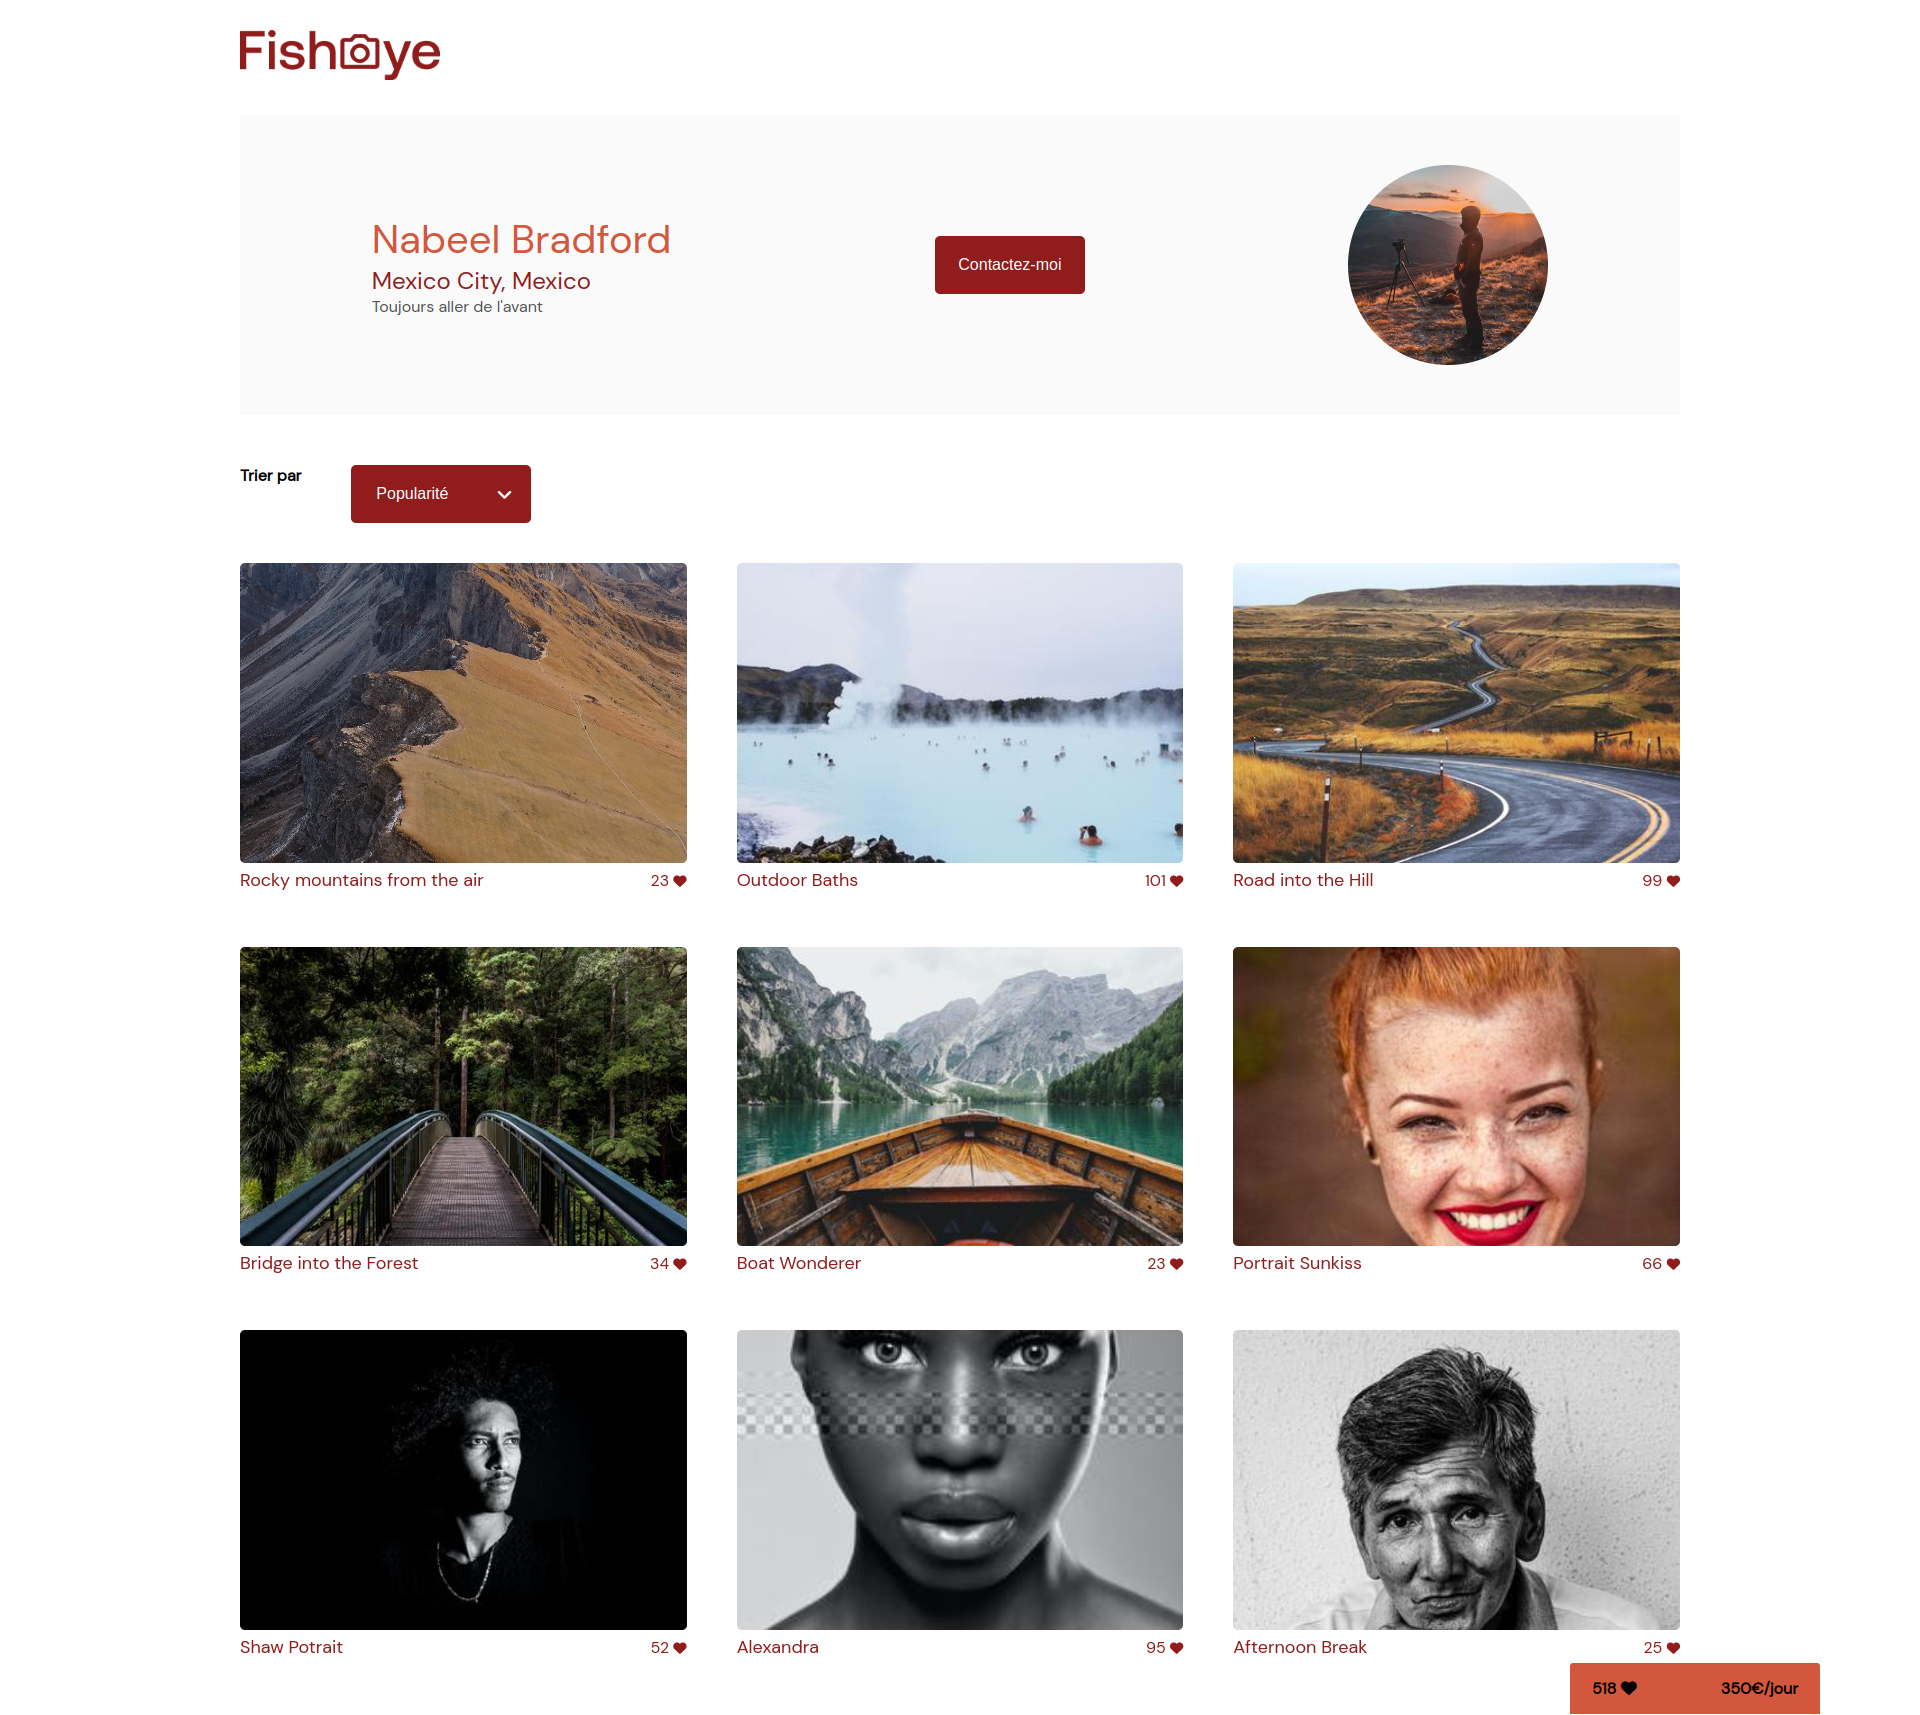 Fisheye
Nabeel Bradford
Mexico City, Mexico
Toujours aller de l'avant
Contactez-moi
Trier par
Popularité
Rocky mountains from the air
23
Outdoor Baths
101
Road into the Hill
99
Bridge into the Forest
34
Boat Wonderer
23
Portrait Sunkiss
66
Shaw Potrait
52
Alexandra
95
Afternoon Break
25
518
350€/jour